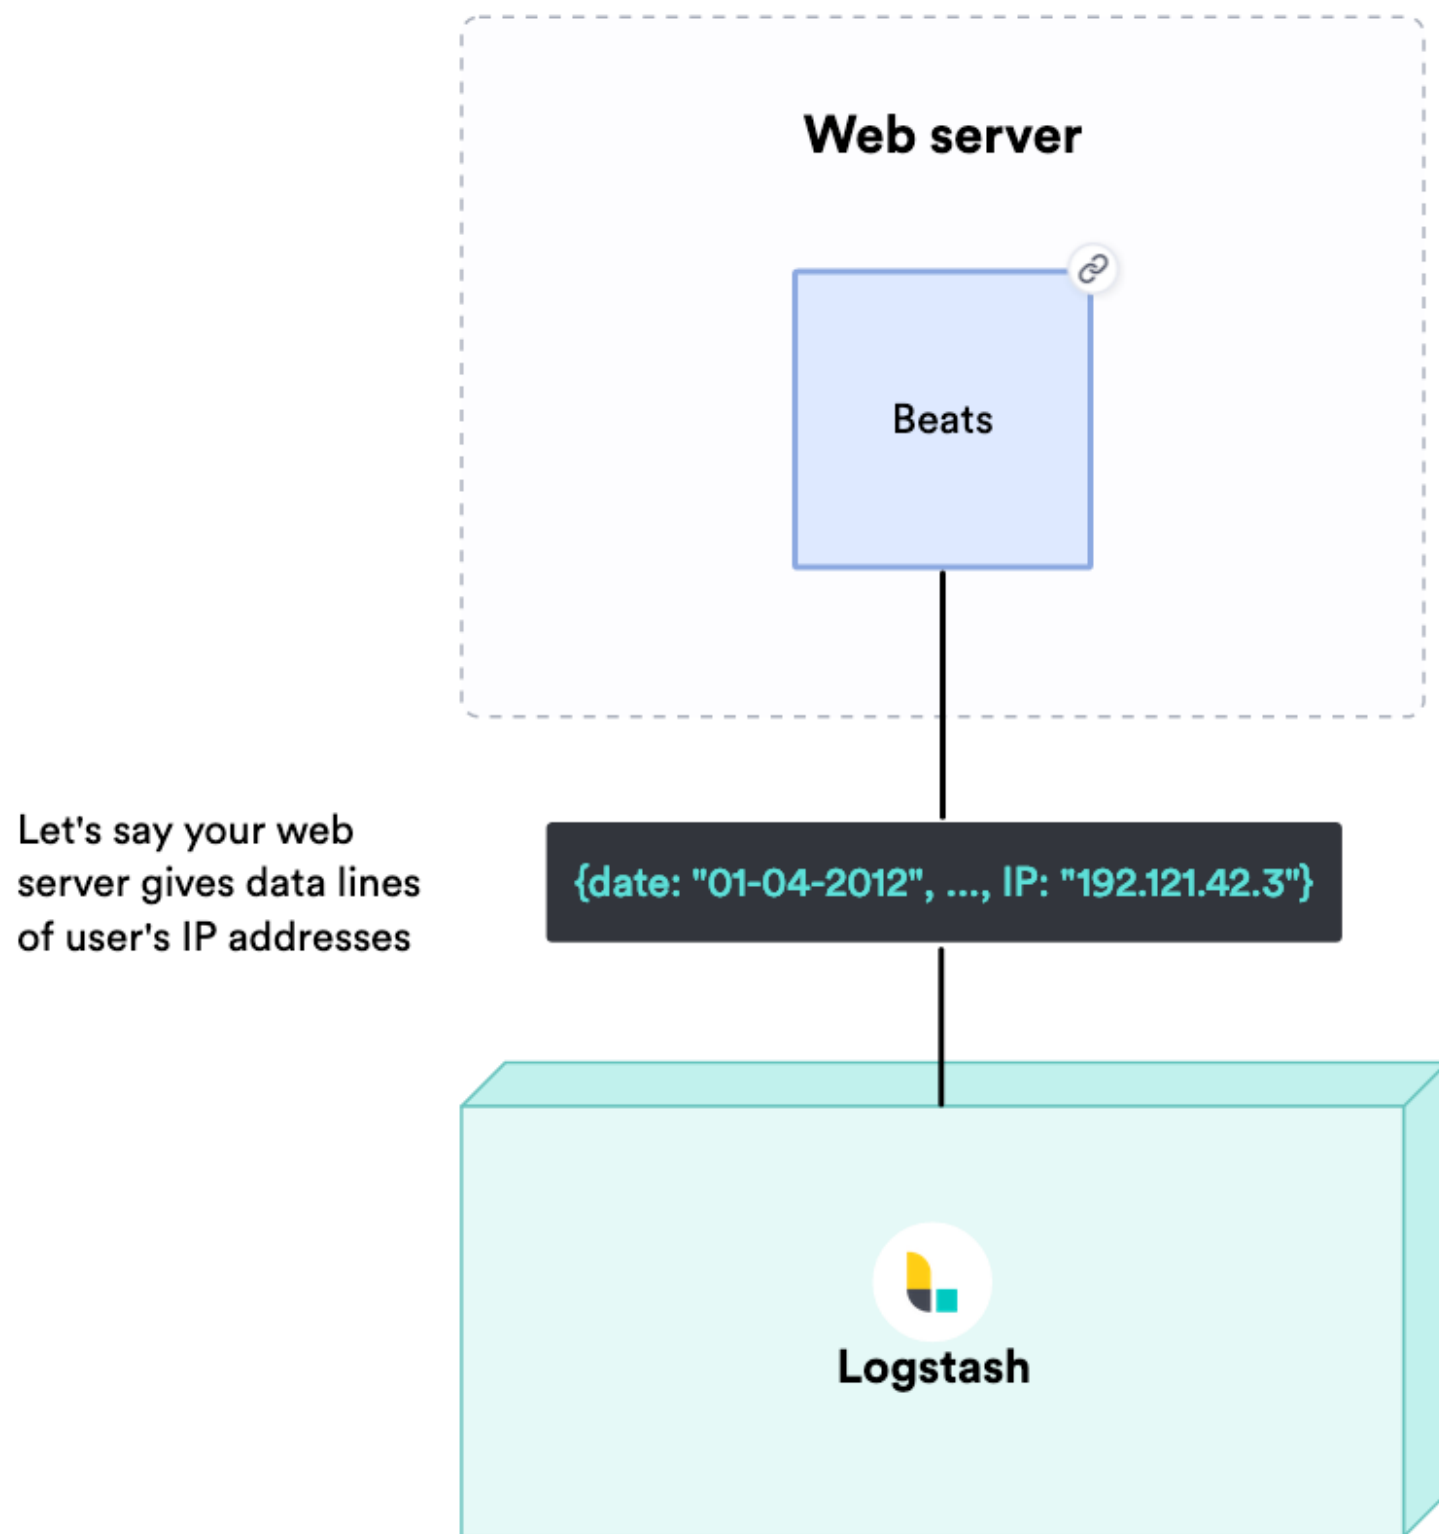 Web server
Beats
Let's say your web
server gives data lines
of user's IP addresses
{date: "01-04-2012", ..., IP: "192.121.42.3"}
Logstash